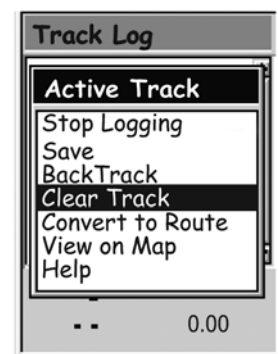 Track Log
Active Track
Stop Logging
Save
BackTrack
Clear Track
Convert to Route
View on Map
Help
- - 0.00